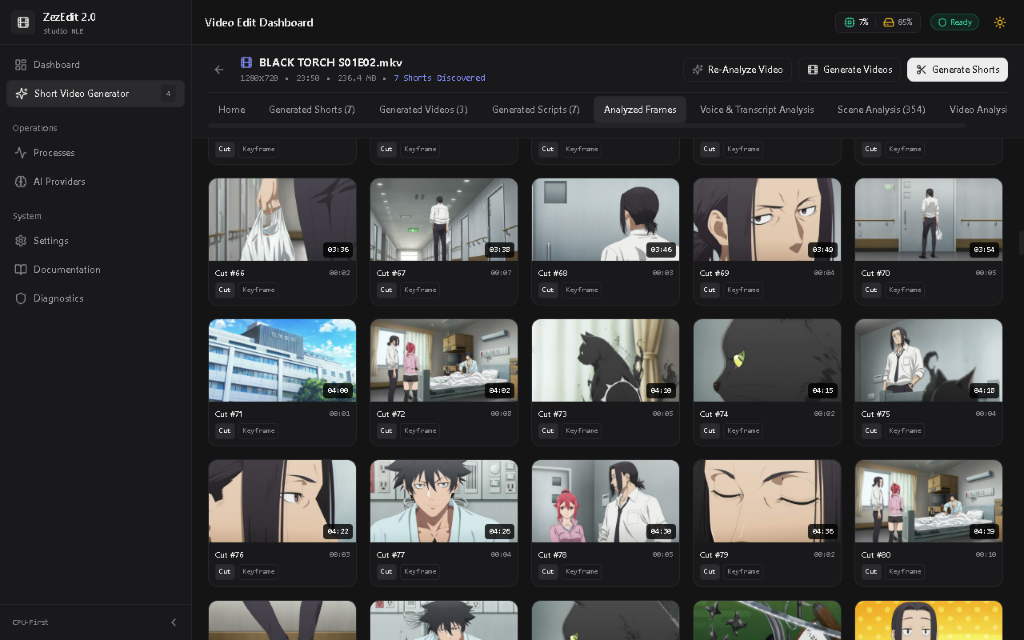 ZezEdit 2.0
Studio NLE
Dashboard
Short Video Generator
4
Operations
Processes
AI Providers
System
Settings
Documentation
Diagnostics
CPU-First
Video Edit Dashboard
7%
85%
Ready
BLACK TORCH S01E02.mkv
1280x720 • 23:50 • 236.4 MB • 7 Shorts Discovered
Re-Analyze Video
Generate Videos
Generate Shorts
Home
Generated Shorts (7)
Generated Videos (3)
Generated Scripts (7)
Analyzed Frames
Voice & Transcript Analysis
Scene Analysis (354)
Video Analysi
Cut Keyframe
Cut Keyframe
Cut Keyframe
Cut Keyframe
Cut Keyframe
03:36
03:38
03:46
03:49
03:54
Cut #66 00:02
Cut #67 00:07
Cut #68 00:03
Cut #69 00:04
Cut #70 00:05
Cut Keyframe
Cut Keyframe
Cut Keyframe
Cut Keyframe
Cut Keyframe
04:00
04:02
04:10
04:15
04:18
Cut #71 00:01
Cut #72 00:08
Cut #73 00:05
Cut #74 00:02
Cut #75 00:04
Cut Keyframe
Cut Keyframe
Cut Keyframe
Cut Keyframe
Cut Keyframe
04:22
04:26
04:30
04:36
04:39
Cut #76 00:03
Cut #77 00:04
Cut #78 00:05
Cut #79 00:02
Cut #80 00:10
Cut Keyframe
Cut Keyframe
Cut Keyframe
Cut Keyframe
Cut Keyframe